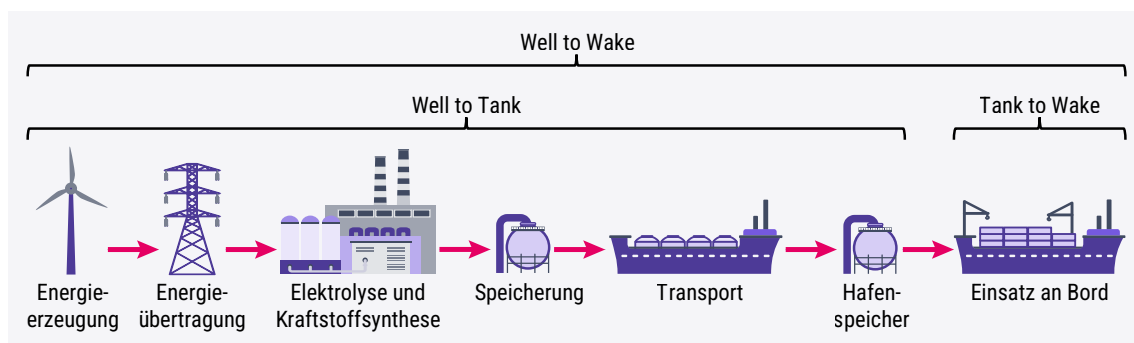 Well to Wake
Well to Tank
Tank to Wake
Energie-
erzeugung
Energie-
übertragung
Elektrolyse und
Kraftstoffsynthese
Speicherung
Transport
Hafen-
speicher
Einsatz an Bord